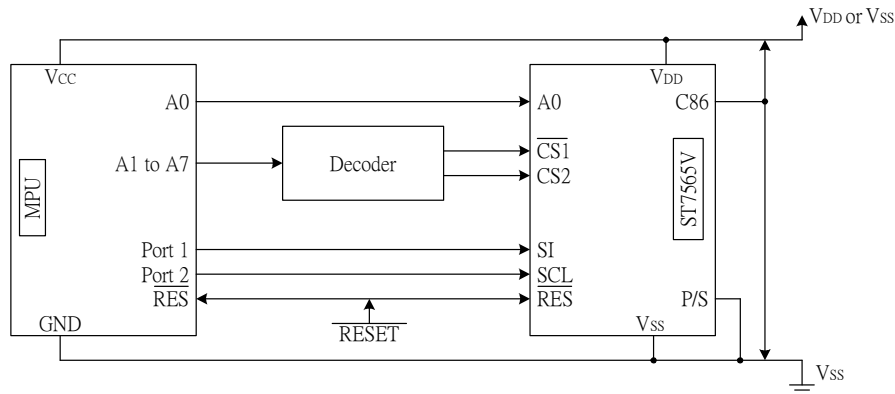 VDD or VSS
VCC
VDD
A0
A0
C86
A1 to A7
Decoder
CS1
CS2
MPU
ST7565V
Port 1
SI
Port 2
SCL
RES
RES
P/S
GND
RESET
VSS
VSS